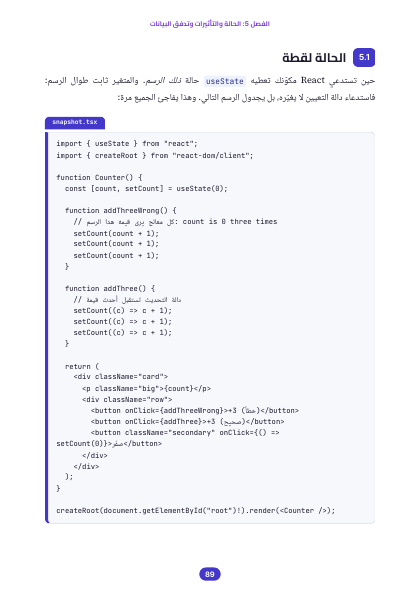 الفصل 5: الحالة والتأثيرات وتدفق البيانات
5.1 الحالة لقطة
حين تستدعي React مكوّنك تعطيه useState حالة ذلك الرسم. والمتغير ثابت طوال الرسم:
فاستدعاء دالة التعيين لا يغيّره، بل يجدول الرسم التالي. وهذا يفاجئ الجميع مرة:
snapshot.tsx
import { useState } from "react";
import { createRoot } from "react-dom/client";
function Counter() {
const [count, setCount] = useState(0);
function addThreeWrong() {
// كل معالج يرى قيمة هذا الرسم: count is 0 three times
setCount(count + 1);
setCount(count + 1);
setCount(count + 1);
}
function addThree() {
// دالة التحديث تستقبل أحدث قيمة
setCount((c) => c + 1);
setCount((c) => c + 1);
setCount((c) => c + 1);
}
return (
<div className="card">
<p className="big">{count}</p>
<div className="row">
<button onClick={addThreeWrong}>+3 (خطأ)</button>
<button onClick={addThree}>+3 (صحيح)</button>
<button className="secondary" onClick={() =>
setCount(0)}>صفّر</button>
</div>
</div>
);
}
createRoot(document.getElementById("root")!).render(<Counter />);
89